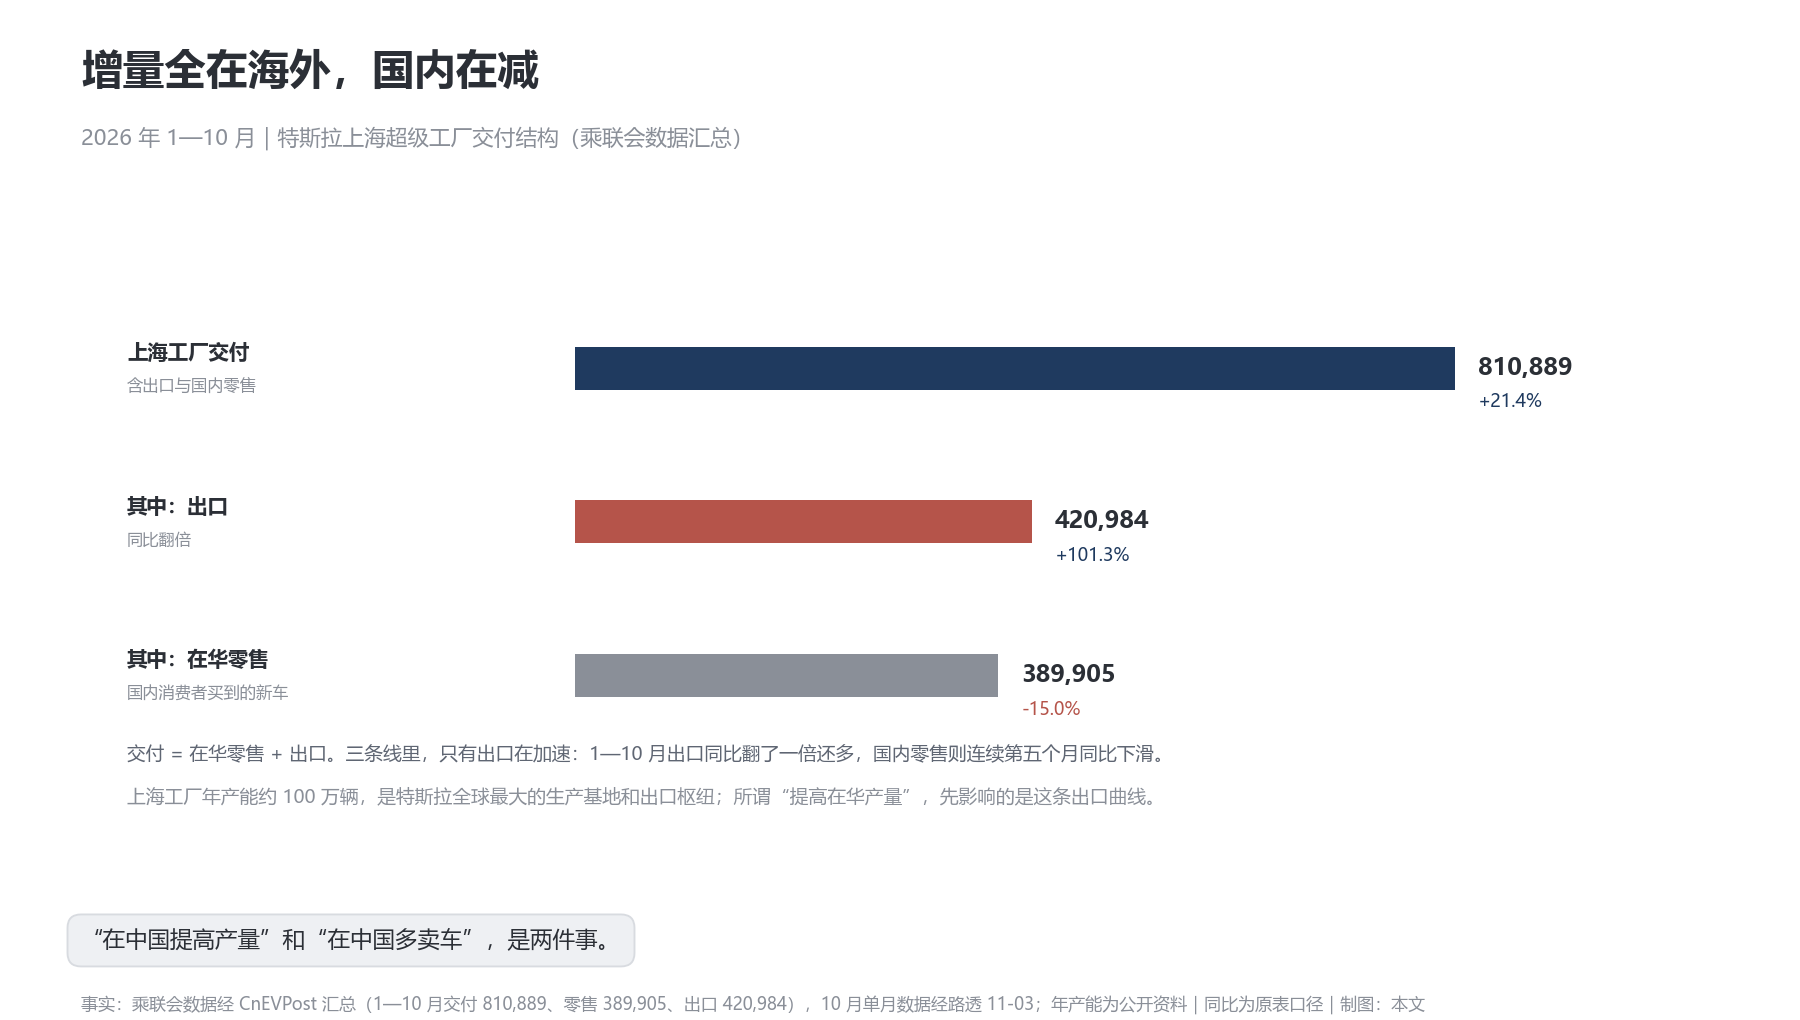 增量全在海外，国内在减
2026 年 1—10 月 | 特斯拉上海超级工厂交付结构（乘联会数据汇总）
上海工厂交付
含出口与国内零售
810,889
+21.4%
其中：出口
同比翻倍
420,984
+101.3%
其中：在华零售
国内消费者买到的新车
389,905
-15.0%
交付 = 在华零售 + 出口。三条线里，只有出口在加速：1—10 月出口同比翻了一倍还多，国内零售则连续第五个月同比下滑。
上海工厂年产能约 100 万辆，是特斯拉全球最大的生产基地和出口枢纽；所谓“提高在华产量”，先影响的是这条出口曲线。
“在中国提高产量”和“在中国多卖车”，是两件事。
事实：乘联会数据经 CnEVPost 汇总（1—10 月交付 810,889、零售 389,905、出口 420,984），10 月单月数据经路透 11-03；年产能为公开资料 | 同比为原表口径 | 制图：本文